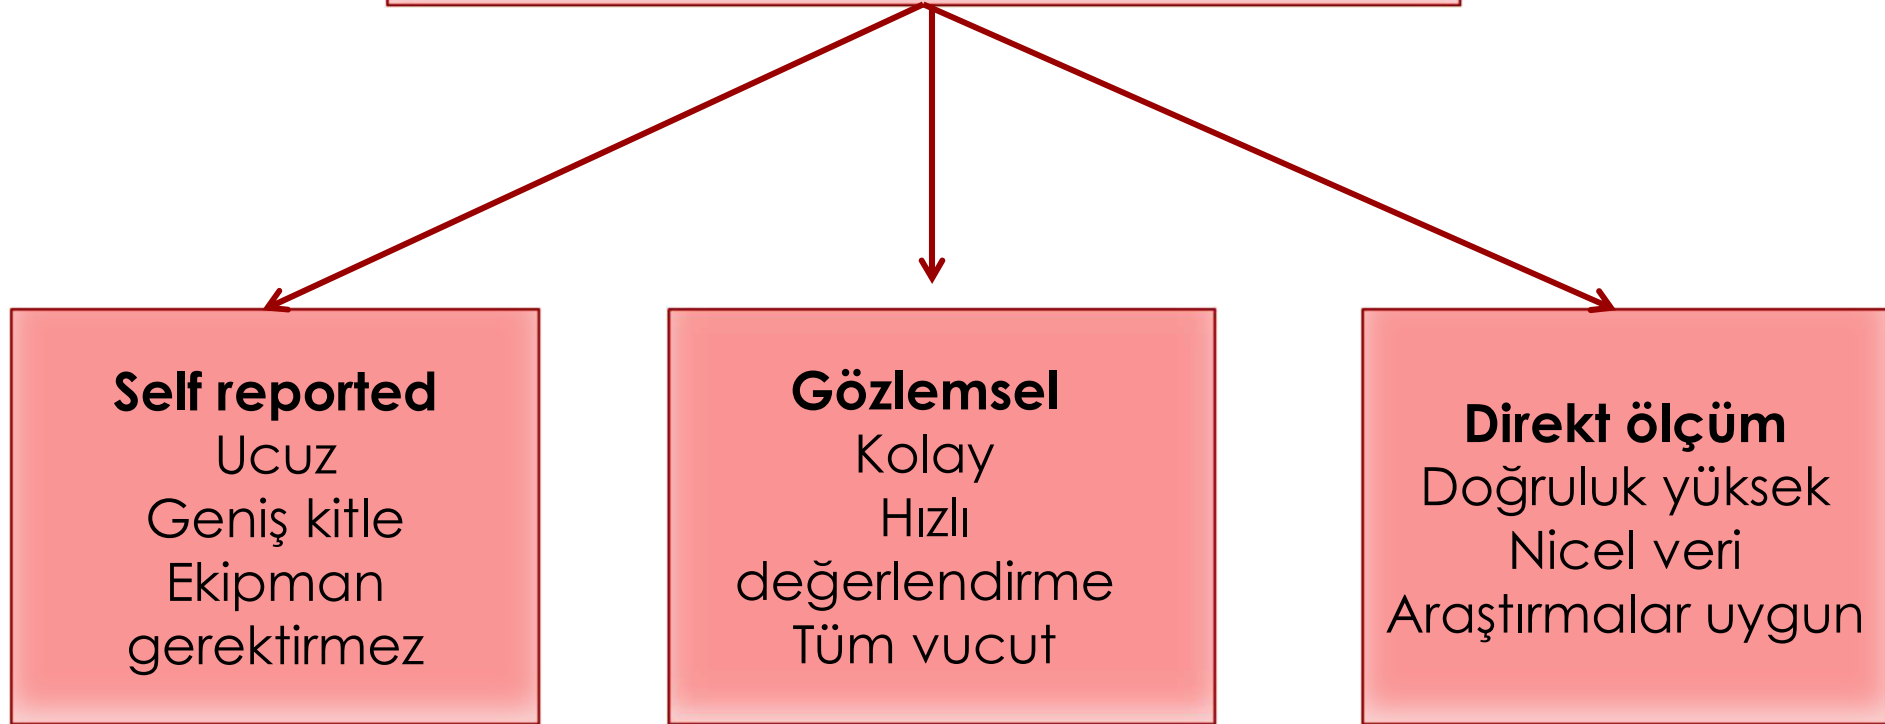 Self reported
Ucuz
Geniş kitle
Ekipman
gerektirmez
Gözlemsel
Kolay
Hızlı
değerlendirme
Tüm vucut
Direkt ölçüm
Doğruluk yüksek
Nicel veri
Araştırmalar uygun